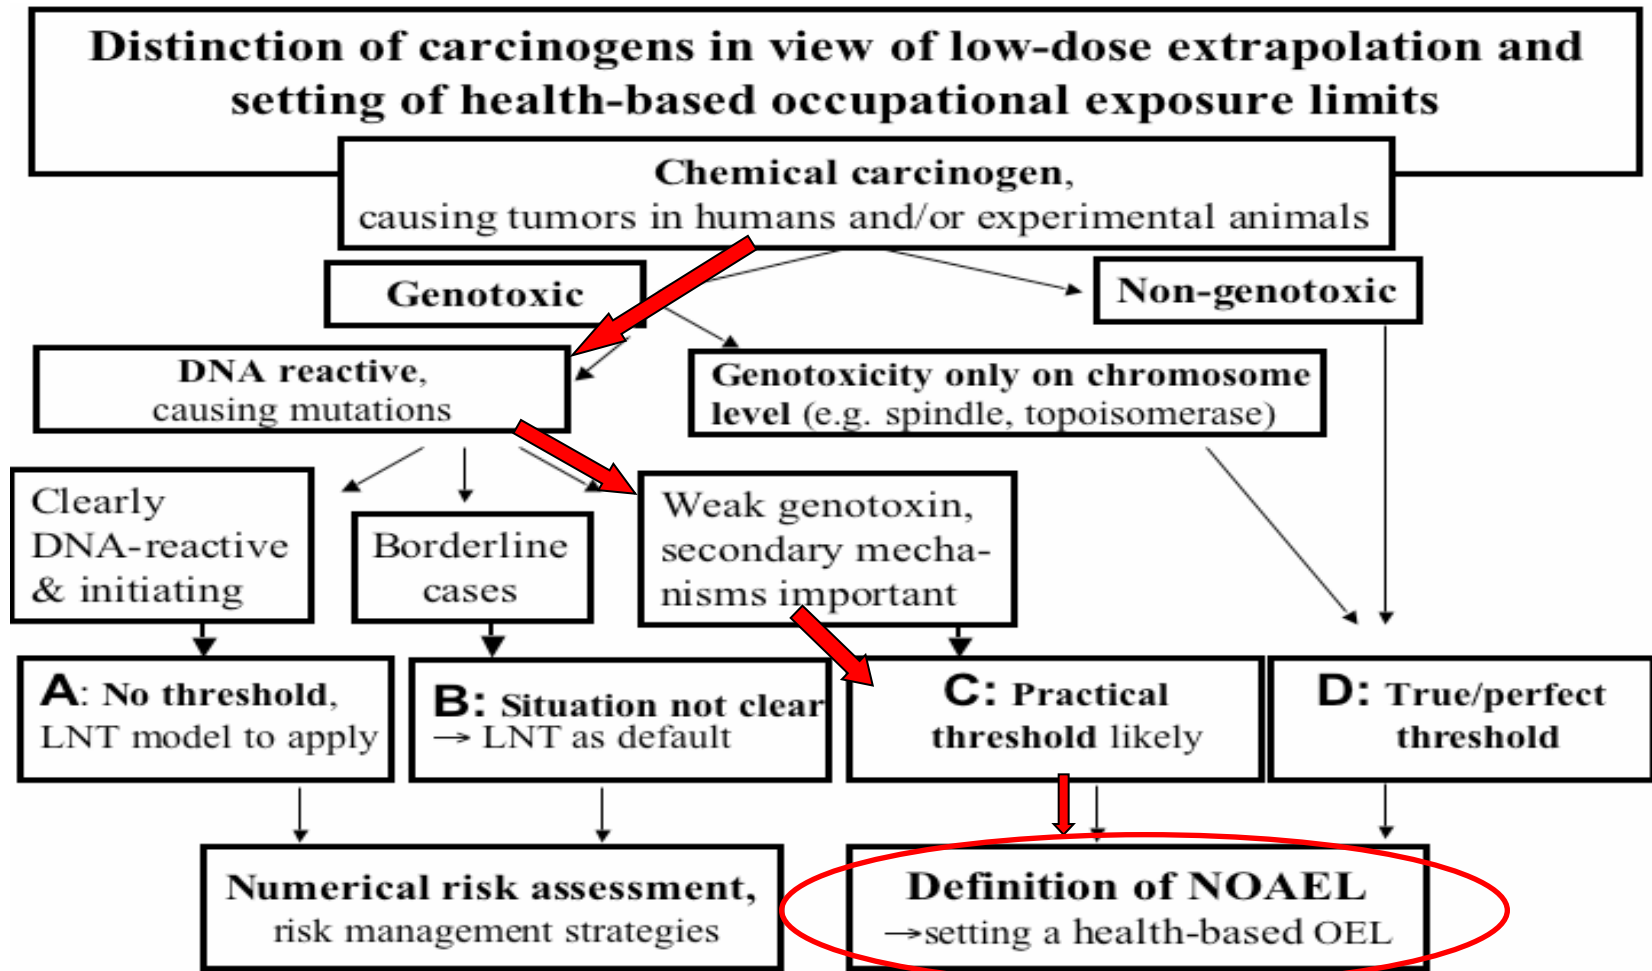 Distinction of carcinogens in view of low-dose extrapolation and
setting of health-based occupational exposure limits
Chemical carcinogen,
causing tumors in humans and/or experimental animals
Genotoxic
Non-genotoxic
DNA reactive,
causing mutations
Genotoxicity only on chromosome
level (e.g. spindle, topoisomerase)
Clearly
DNA-reactive
& initiating
Borderline
cases
Weak genotoxin,
secondary mecha-
nisms important
A: No threshold,
LNT model to apply
B: Situation not clear
→ LNT as default
C: Practical
threshold likely
D: True/perfect
threshold
Numerical risk assessment,
risk management strategies
Definition of NOAEL
→setting a health-based OEL